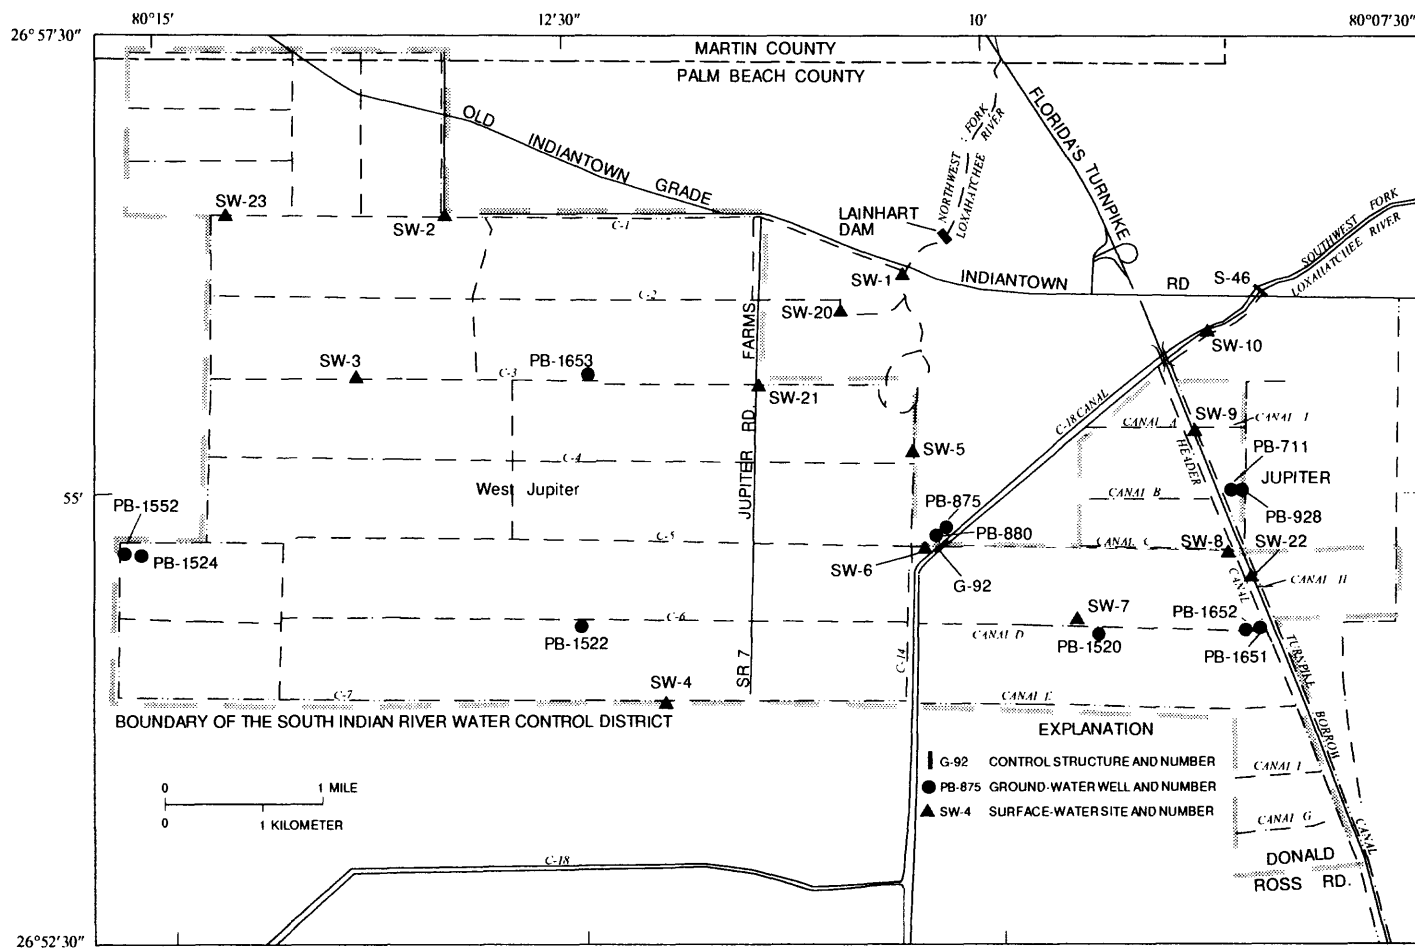 80°15′
12′30″
10′
80°07′30″
26°57′30″
MARTIN COUNTY
PALM BEACH COUNTY
OLD INDIANTOWN GRADE
NORTHWEST FORK
LOXAHATCHEE RIVER
FLORIDA'S TURNPIKE
SW-23
SW-2
C-1
LAINHART
DAM
SOUTHWEST FORK
LOXAHATCHEE RIVER
SW-1
INDIANTOWN RD
S-46
C-2
SW-20
SW-10
SW-3
PB-1653
C-3
SW-21
JUPITER FARMS RD.
SR 7
C-18 CANAL
SW-9
CANAL A
CANAL I
HEADER CANAL
PB-711
JUPITER
SW-5
C-4
West Jupiter
55′
CANAL B
PB-928
PB-1552
PB-875
PB-880
C-5
CANAL C
SW-8
SW-22
PB-1524
SW-6
G-92
CANAL H
SW-7
PB-1652
C-6
CANAL D
PB-1522
PB-1520
PB-1651
C-14
TURNPIKE BORROW CANAL
SW-4
C-7
CANAL E
BOUNDARY OF THE SOUTH INDIAN RIVER WATER CONTROL DISTRICT
EXPLANATION
G-92 CONTROL STRUCTURE AND NUMBER
PB-875 GROUND-WATER WELL AND NUMBER
SW-4 SURFACE-WATER SITE AND NUMBER
CANAL I
CANAL G
0 1 MILE
0 1 KILOMETER
C-18
DONALD
ROSS RD.
26°52′30″